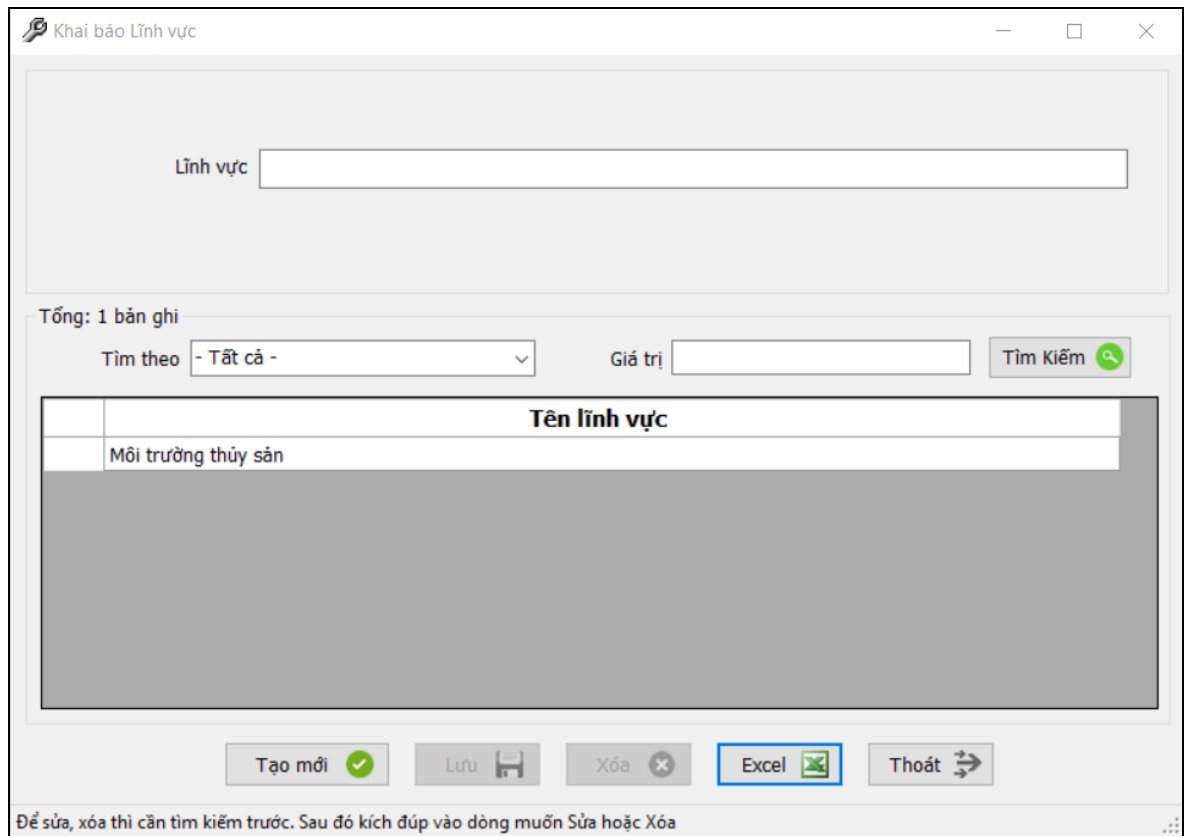 Khai báo Lĩnh vực
Lĩnh vực
Tổng: 1 bản ghi
Tìm theo - Tất cả - Giá trị Tìm Kiếm
Tên lĩnh vực
Môi trường thủy sản
Tạo mới Lưu Xóa Excel Thoát
Để sửa, xóa thì cần tìm kiếm trước. Sau đó kích đúp vào dòng muốn Sửa hoặc Xóa